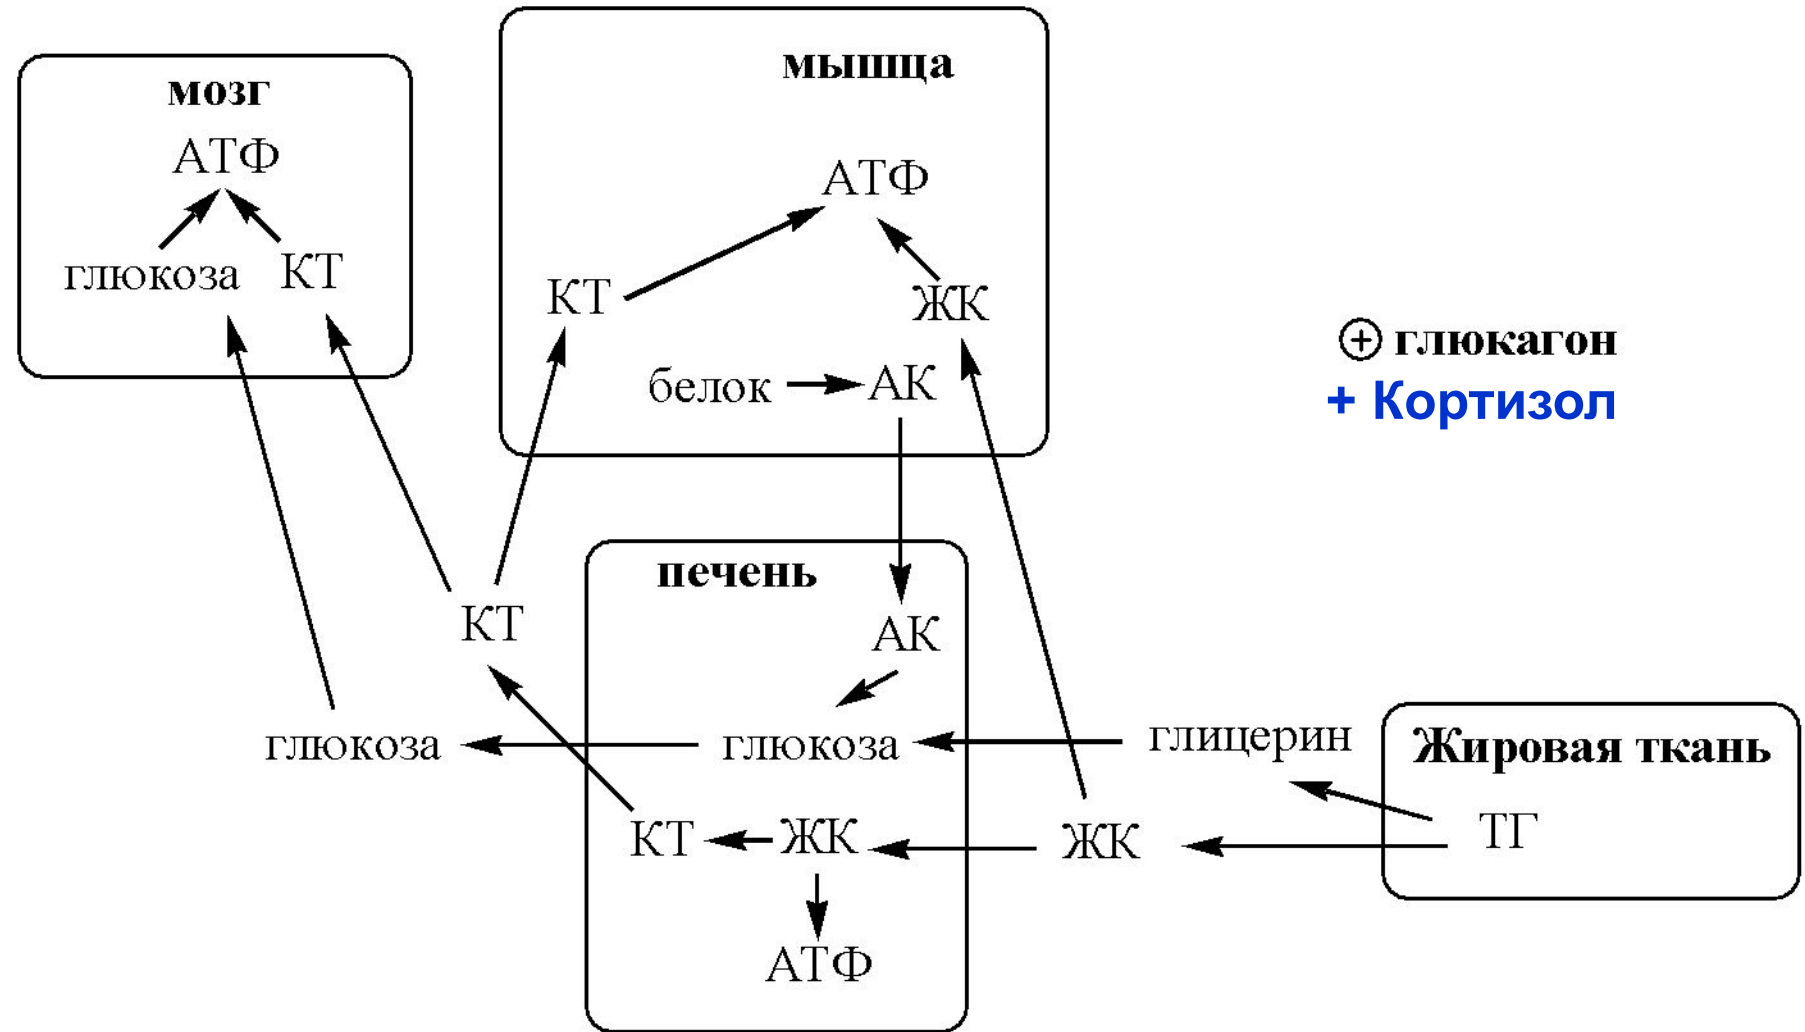 мозг
АТФ
глюкоза КТ
мышца
АТФ
КТ
ЖК
белок АК
⊕ глюкагон
+ Кортизол
печень
КТ
АК
глюкоза
глюкоза
глицерин
Жировая ткань
КТ
ЖК
ЖК
ТГ
АТФ